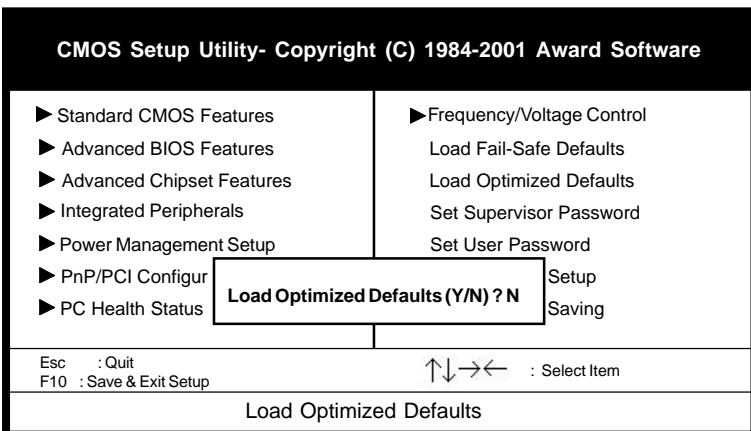 CMOS Setup Utility- Copyright (C) 1984-2001 Award Software
Standard CMOS Features
Advanced BIOS Features
Advanced Chipset Features
Integrated Peripherals
Power Management Setup
PnP/PCI Configur
PC Health Status
Frequency/Voltage Control
Load Fail-Safe Defaults
Load Optimized Defaults
Set Supervisor Password
Set User Password
Setup
Saving
Load Optimized Defaults (Y/N) ? N
Esc : Quit
F10 : Save & Exit Setup
↑↓→← : Select Item
Load Optimized Defaults